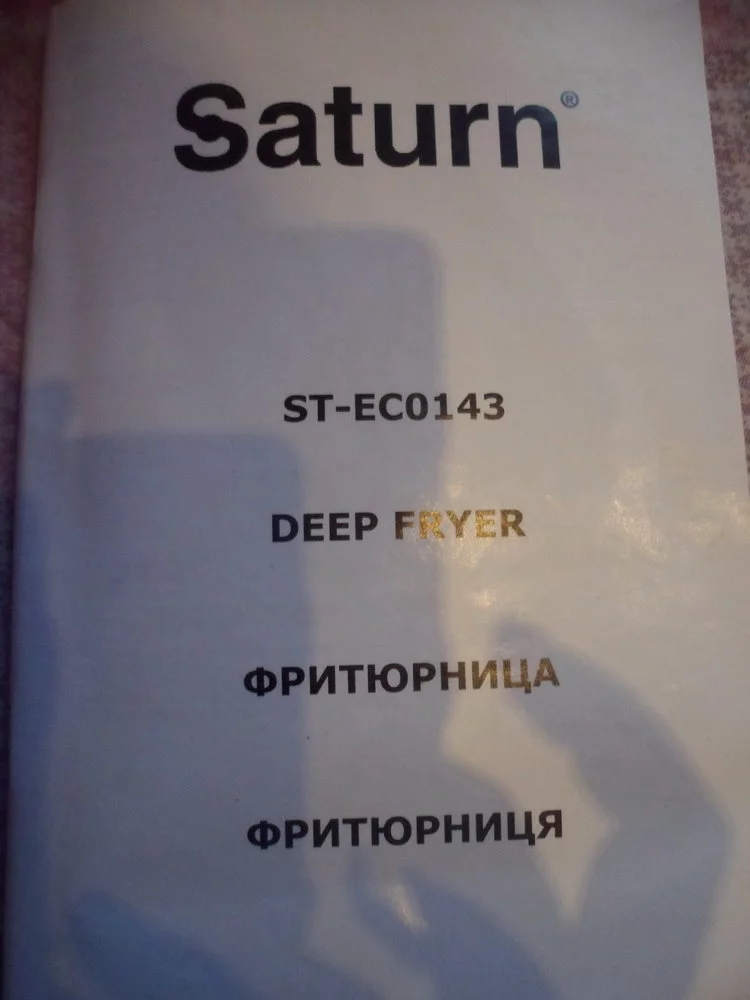 Saturn®
ST-EC0143
DEEP FRYER
ФРИТЮРНИЦА
ФРИТЮРНИЦЯ